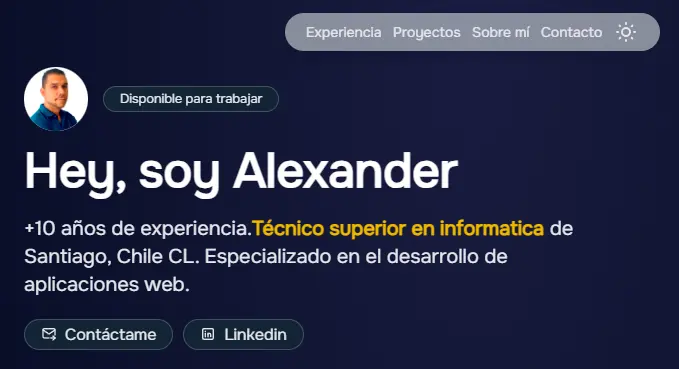 Experiencia Proyectos Sobre mí Contacto
Disponible para trabajar
Hey, soy Alexander
+10 años de experiencia.Técnico superior en informatica de
Santiago, Chile CL. Especializado en el desarrollo de
aplicaciones web.
Contáctame Linkedin